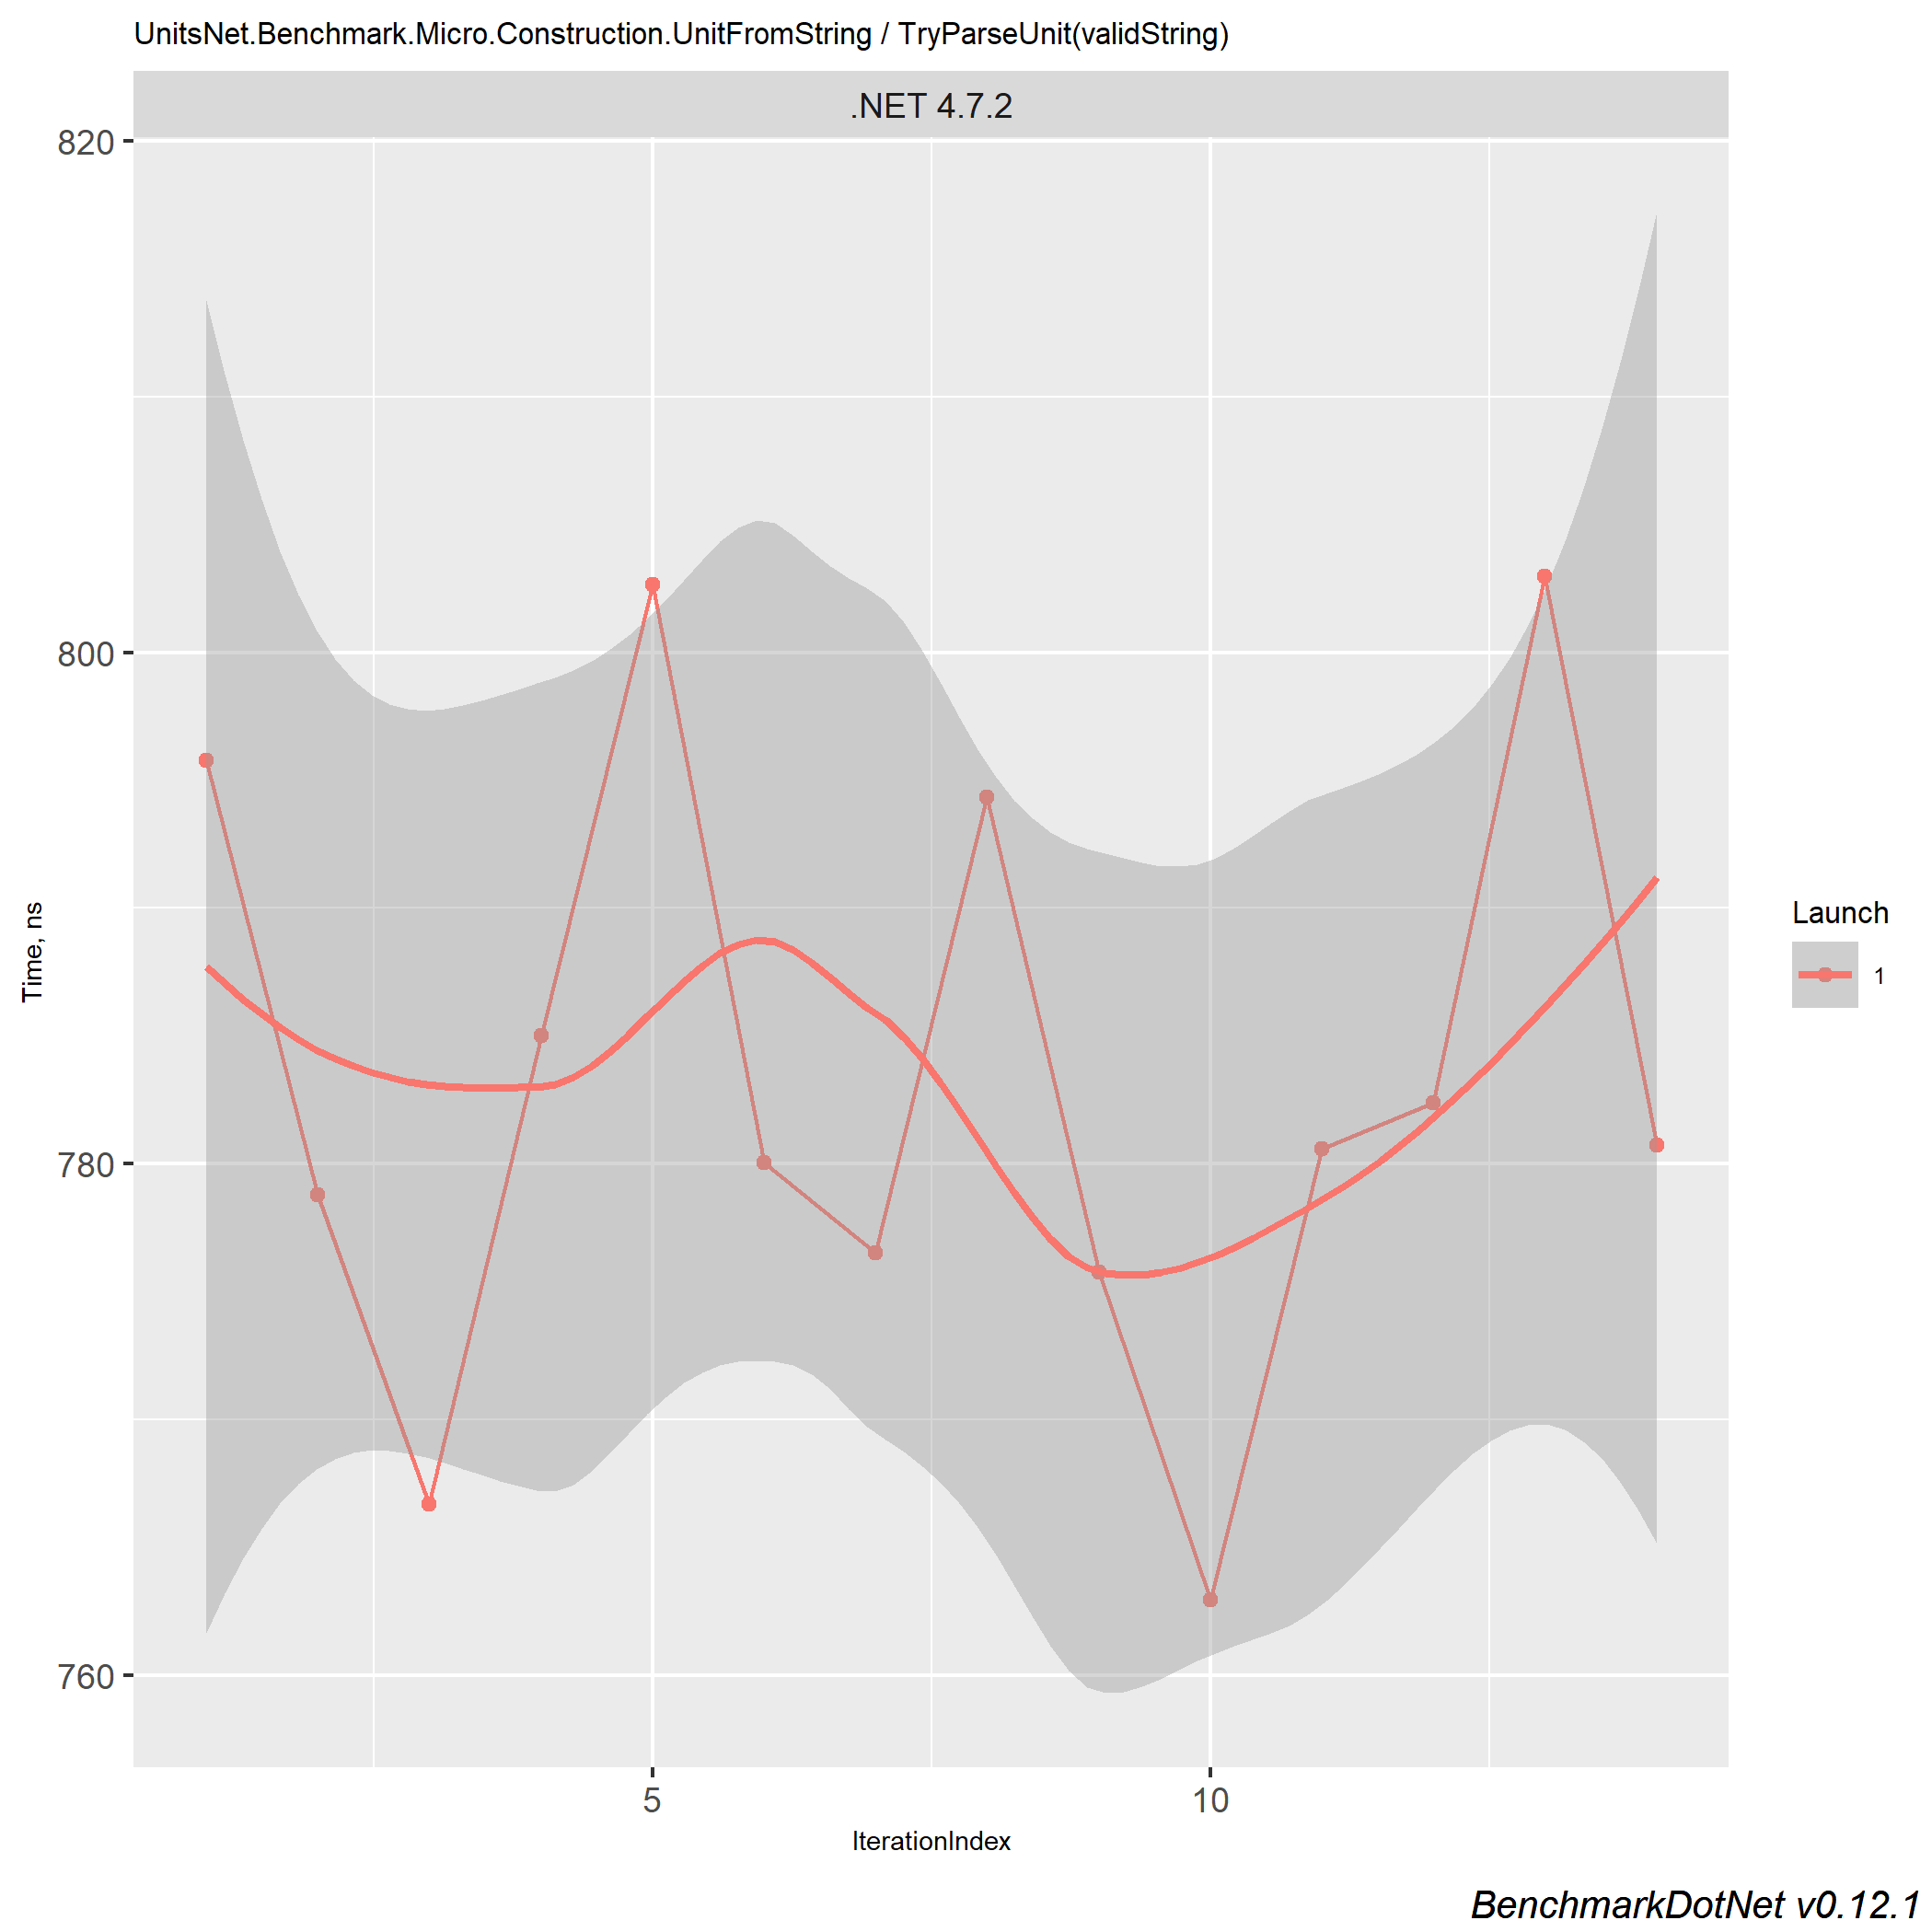 UnitsNet.Benchmark.Micro.Construction.UnitFromString / TryParseUnit(validString)
.NET 4.7.2
820
800
780
760
Time, ns
5
10
IterationIndex
Launch
1
BenchmarkDotNet v0.12.1